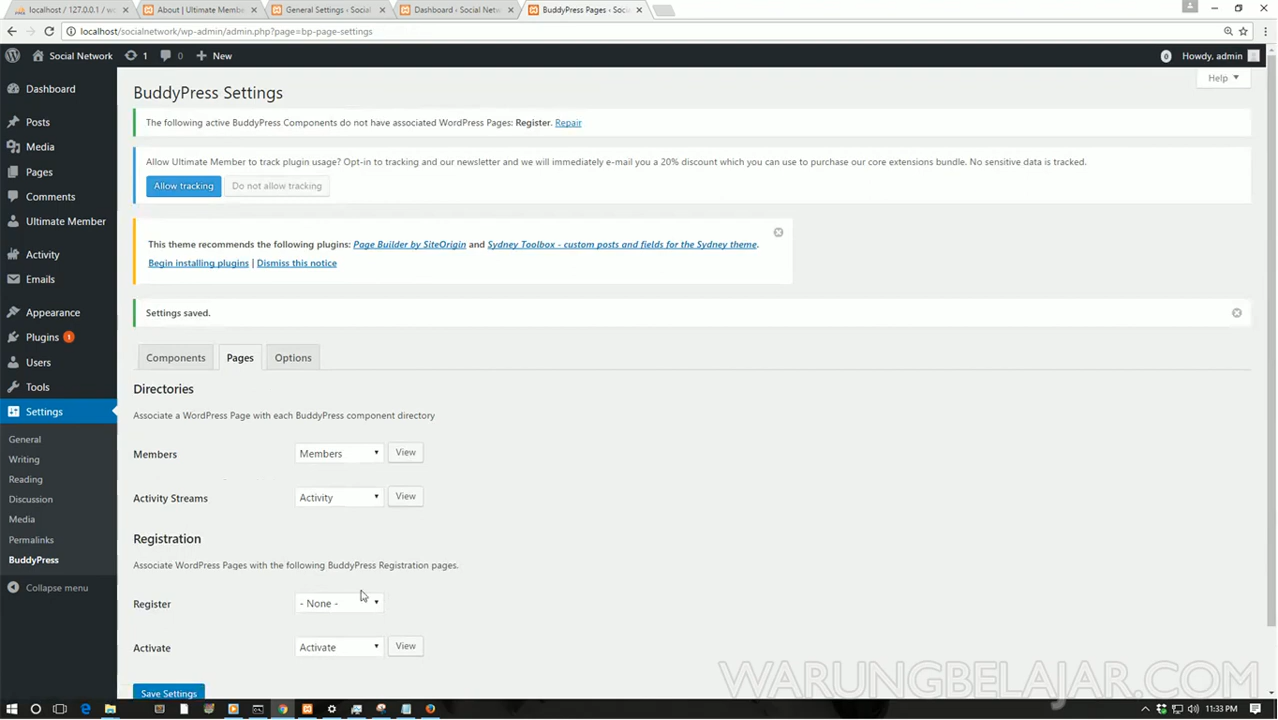 localhost / 127.0.0.1 / w
About | Ultimate Memb
General Settings ‹ Social
Dashboard ‹ Social Netw
BuddyPress Pages ‹ Soci
localhost/socialnetwork/wp-admin/admin.php?page=bp-page-settings
Social Network
1
0
New
0
Howdy, admin
Help
Dashboard
Posts
Media
Pages
Comments
Ultimate Member
Activity
Emails
Appearance
Plugins 1
Users
Tools
Settings
General
Writing
Reading
Discussion
Media
Permalinks
BuddyPress
Collapse menu
BuddyPress Settings
The following active BuddyPress Components do not have associated WordPress Pages: Register. Repair
Allow Ultimate Member to track plugin usage? Opt-in to tracking and our newsletter and we will immediately e-mail you a 20% discount which you can use to purchase our core extensions bundle. No sensitive data is tracked.
Allow tracking
Do not allow tracking
This theme recommends the following plugins: Page Builder by SiteOrigin and Sydney Toolbox - custom posts and fields for the Sydney theme.
Begin installing plugins | Dismiss this notice
Settings saved.
Components
Pages
Options
Directories
Associate a WordPress Page with each BuddyPress component directory
Members
Members
View
Activity Streams
Activity
View
Registration
Associate WordPress Pages with the following BuddyPress Registration pages.
Register
- None -
Activate
Activate
View
Save Settings
WARUNGBELAJAR.COM
11:33 PM